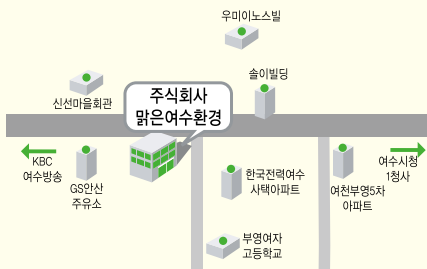 우미이노스빌
솔이빌딩
신선마을회관
주식회사
맑은여수환경
KBC
여수방송
GS안산
주유소
한국전력여수
사택아파트
여천부영5차
아파트
여수시청
1청사
부영여자
고등학교